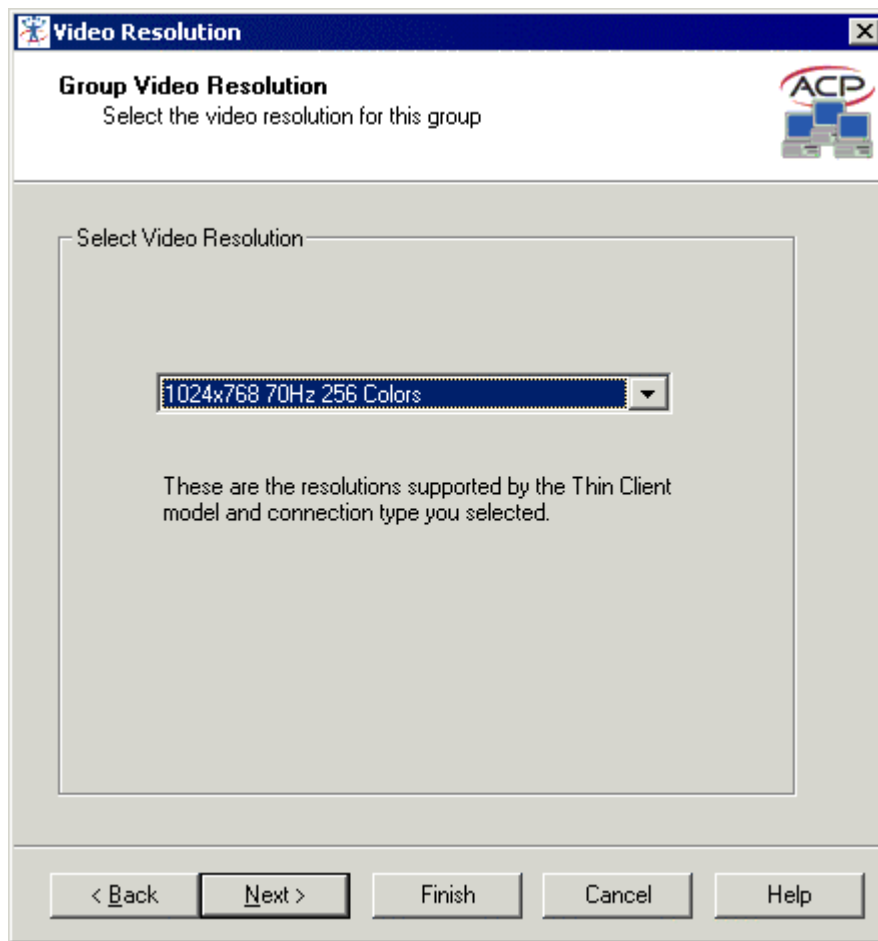 Video Resolution
Group Video Resolution
Select the video resolution for this group
ACP
Select Video Resolution
1024x768 70Hz 256 Colors
These are the resolutions supported by the Thin Client
model and connection type you selected.
< Back Next > Finish Cancel Help